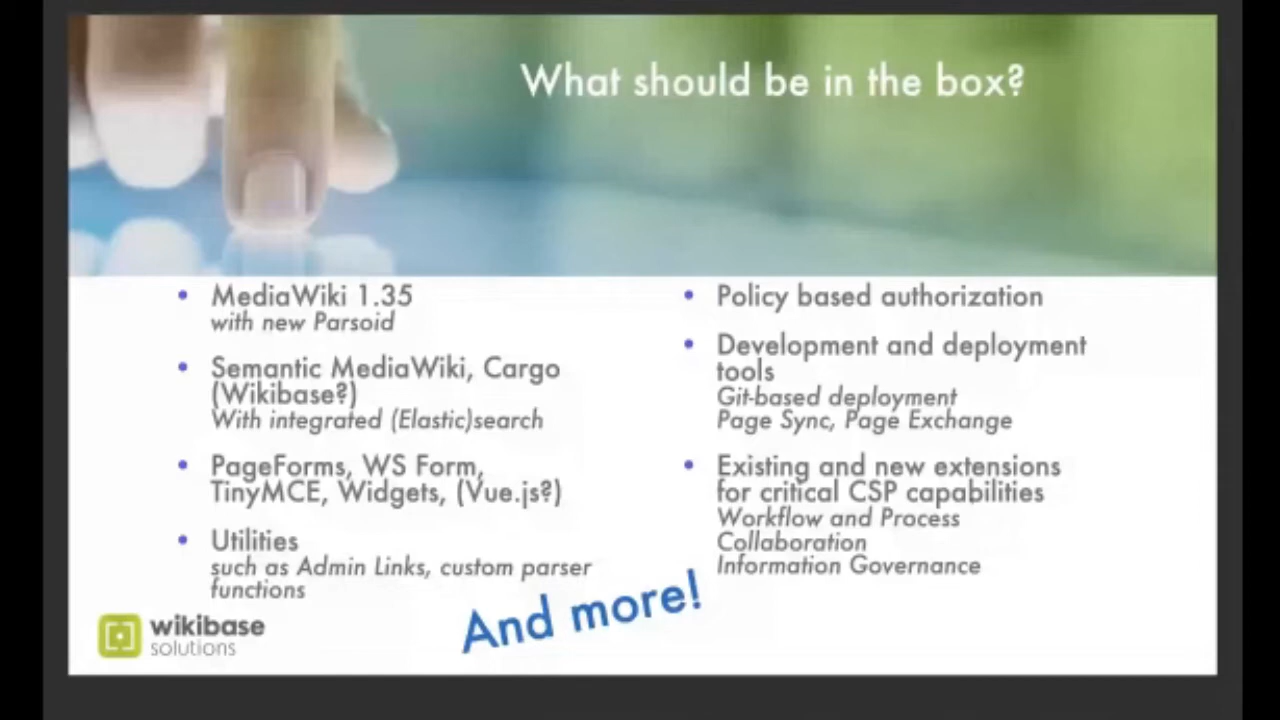 What should be in the box?
• MediaWiki 1.35
with new Parsoid
• Semantic MediaWiki, Cargo
(Wikibase?)
With integrated (Elastic)search
• PageForms, WS Form,
TinyMCE, Widgets, (Vue.js?)
• Utilities
such as Admin Links, custom parser
functions
• Policy based authorization
• Development and deployment
tools
Git-based deployment
Page Sync, Page Exchange
• Existing and new extensions
for critical CSP capabilities
Workflow and Process
Collaboration
Information Governance
And more!
wikibase
solutions